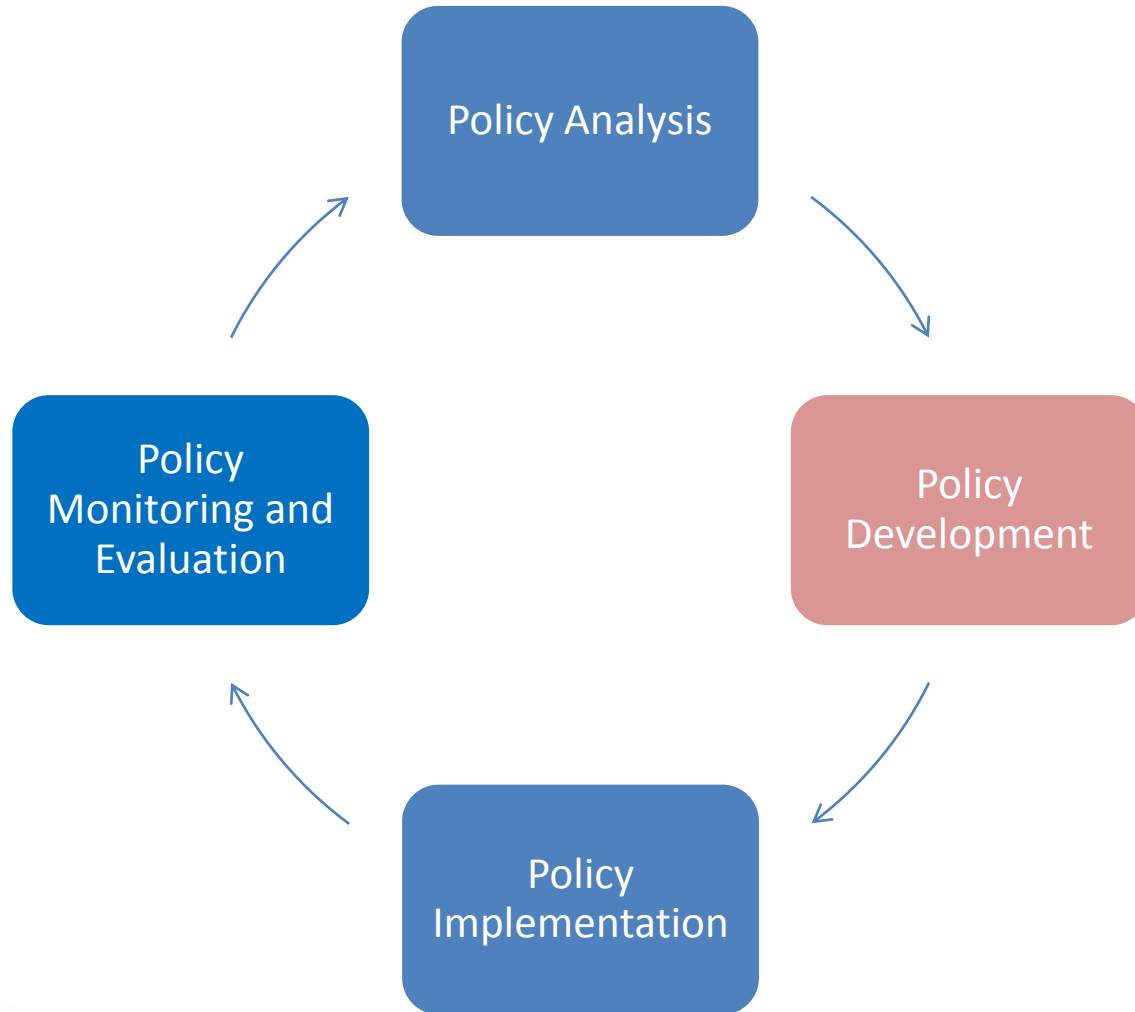 Policy Analysis
Policy
Development
Policy
Implementation
Policy
Monitoring and
Evaluation